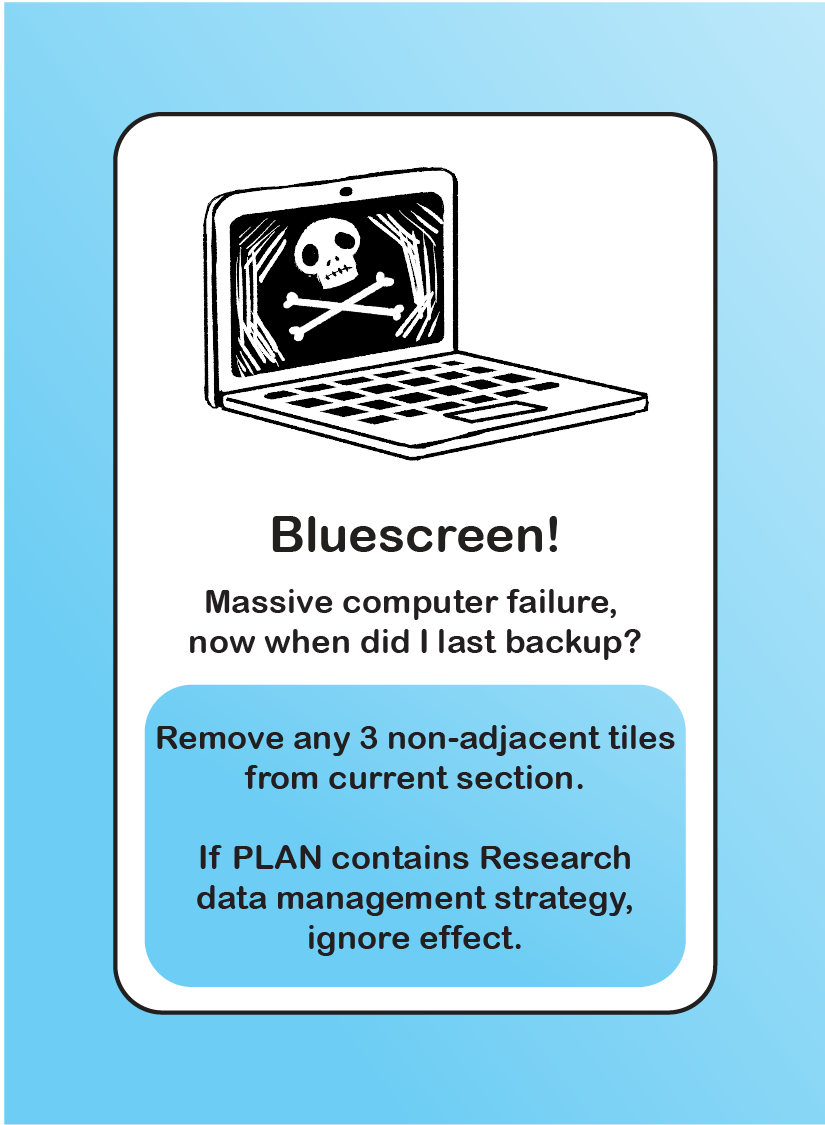 Bluescreen!
Massive computer failure,
now when did I last backup?
Remove any 3 non-adjacent tiles
from current section.
If PLAN contains Research
data management strategy,
ignore effect.